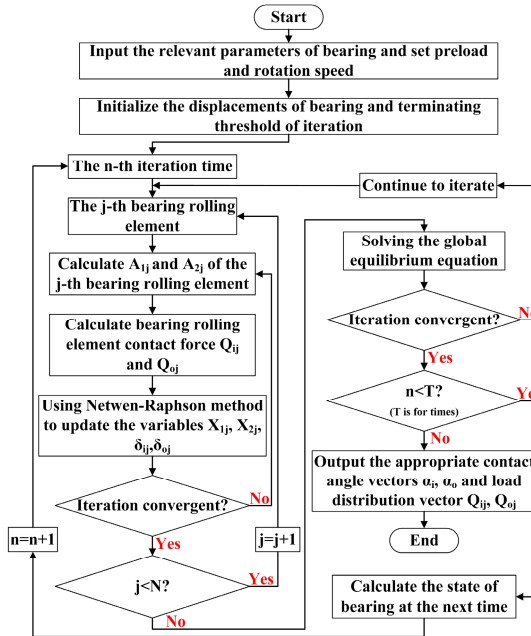 Start
Input the relevant parameters of bearing and set preload
and rotation speed
Initialize the displacements of bearing and terminating
threshold of iteration
The n-th iteration time
Continue to iterate
The j-th bearing rolling
element
Calculate A1j and A2j of the
j-th bearing rolling element
Calculate bearing rolling
element contact force Qij
and Qoj
Using Netwen-Raphson method
to update the variables X1j, X2j,
δij,δoj
Iteration convergent?
No
Yes
n=n+1
j=j+1
j<N?
Yes
No
Solving the global
equilibrium equation
Iteration convergent?
No
Yes
n<T?
(T is for times)
Yes
No
Output the appropriate contact
angle vectors αi, αo and load
distribution vector Qij, Qoj
End
Calculate the state of
bearing at the next time